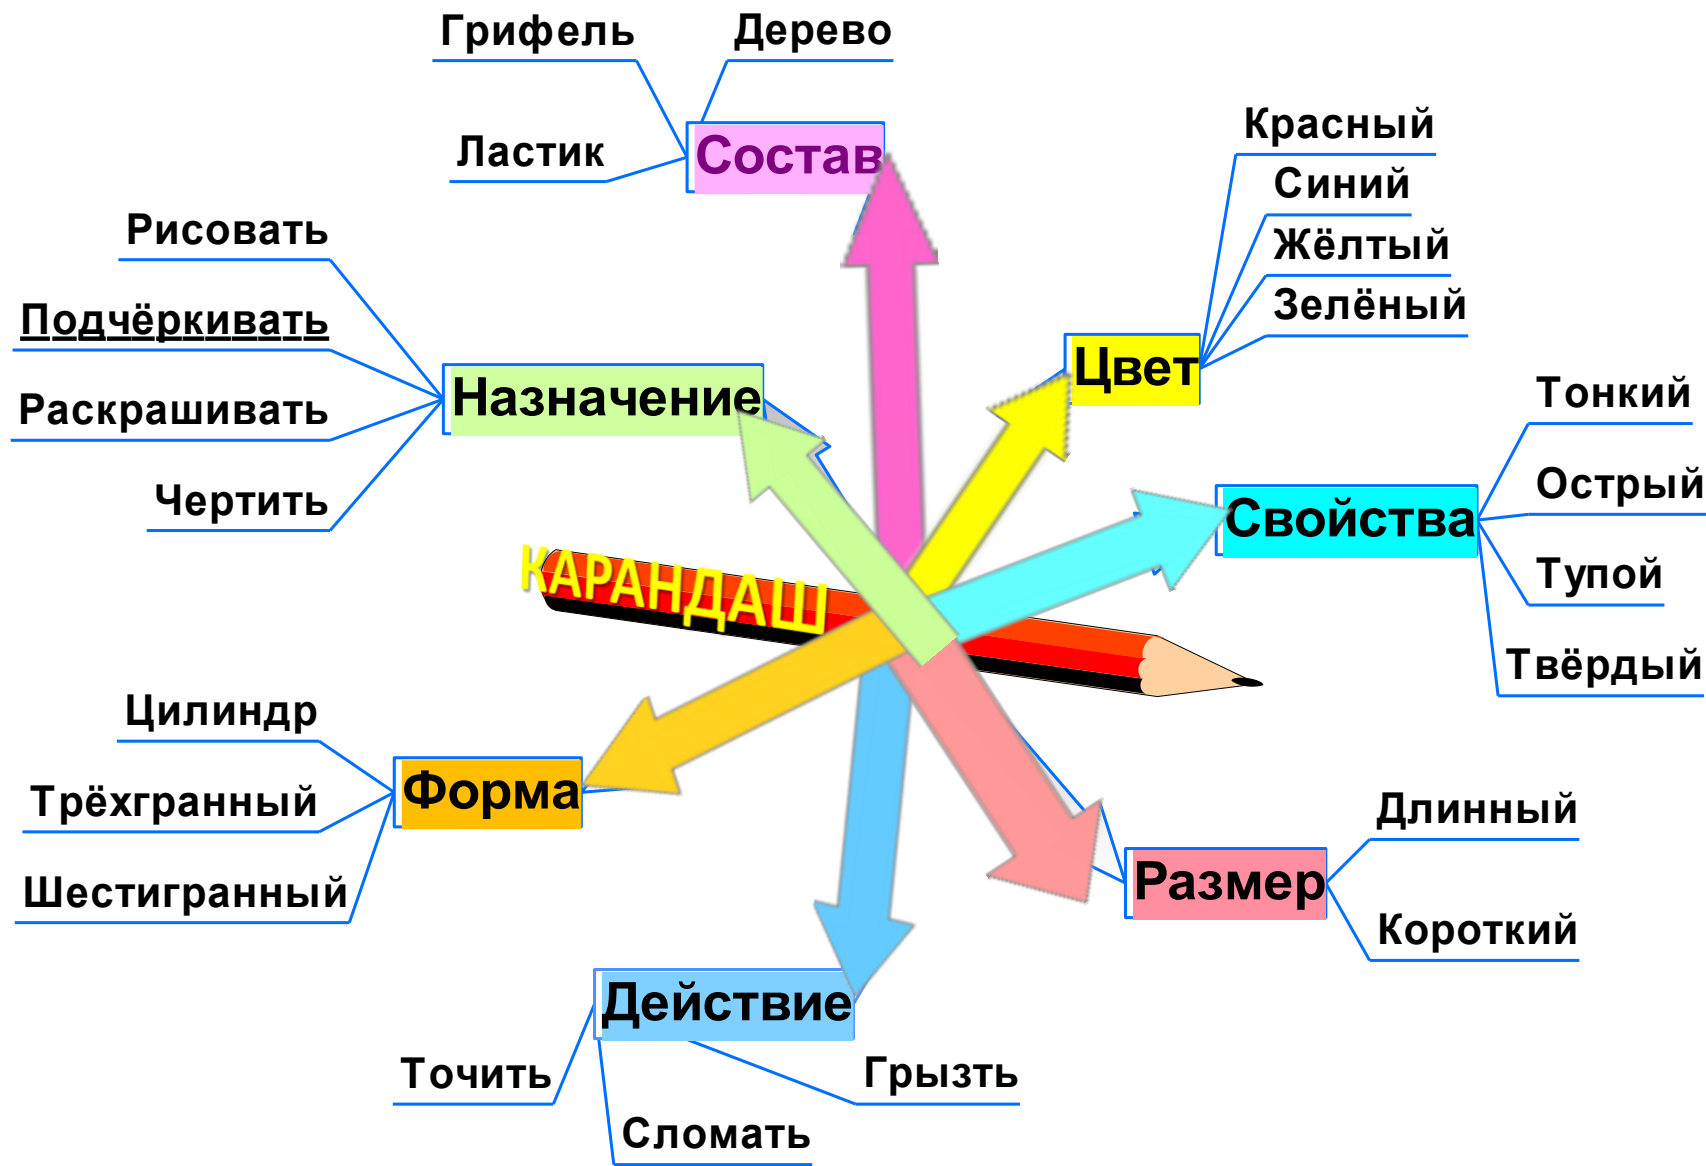 Грифель
Дерево
Ластик
Состав
Красный
Синий
Жёлтый
Зелёный
Цвет
Рисовать
Подчёркивать
Раскрашивать
Чертить
Назначение
Тонкий
Острый
Тупой
Твёрдый
Свойства
КАРАНДАШ
Цилиндр
Трёхгранный
Шестигранный
Форма
Длинный
Короткий
Размер
Действие
Точить
Грызть
Сломать